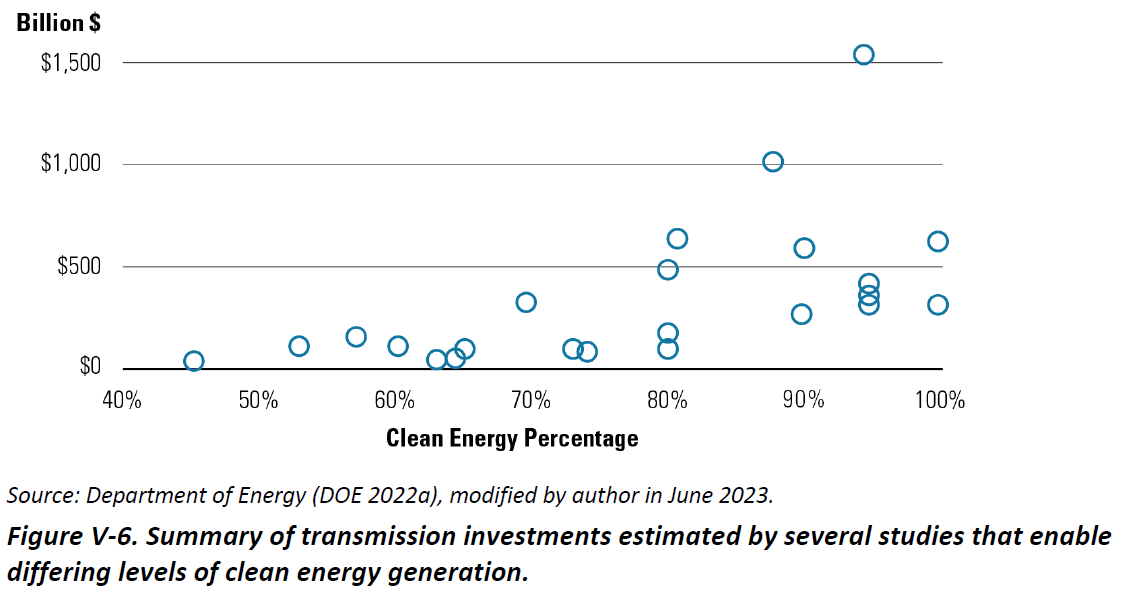 Billion $
$1,500
$1,000
$500
$0
40% 50% 60% 70% 80% 90% 100%
Clean Energy Percentage
Source: Department of Energy (DOE 2022a), modified by author in June 2023.
Figure V-6. Summary of transmission investments estimated by several studies that enable
differing levels of clean energy generation.